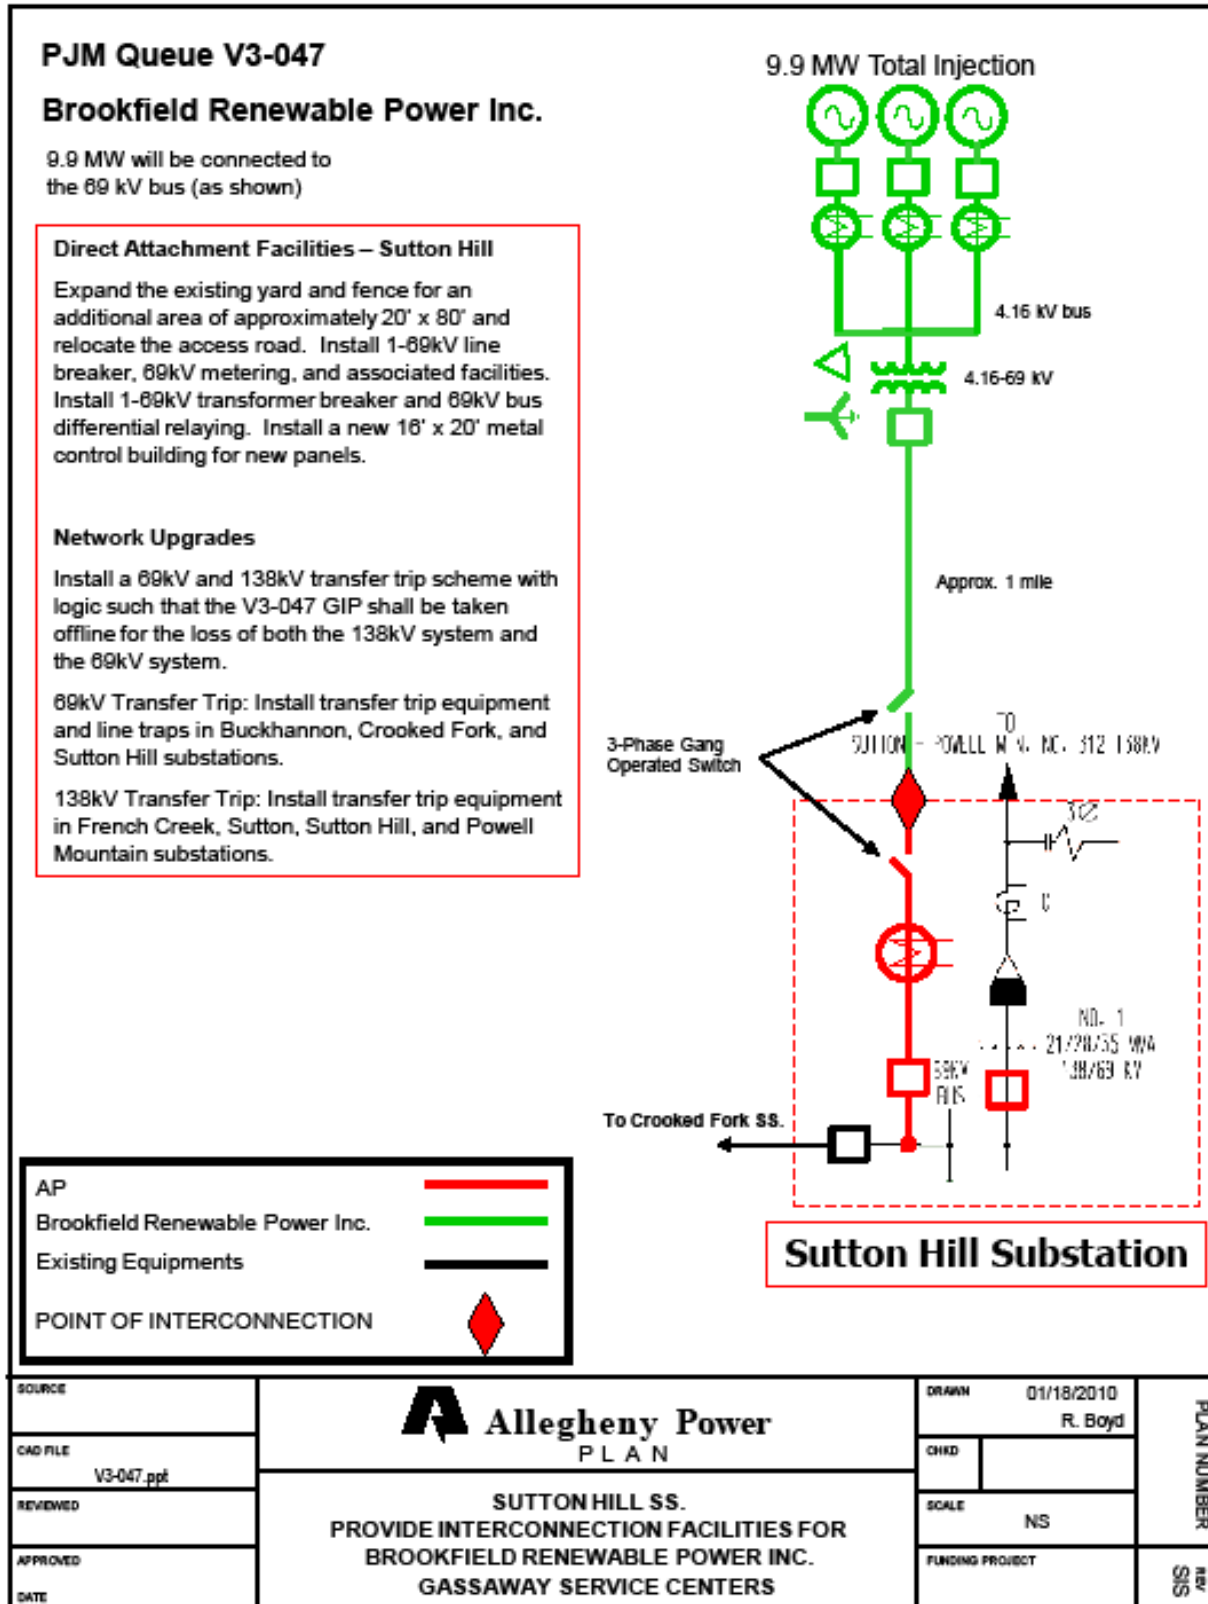 PJM Queue V3-047
Brookfield Renewable Power Inc.
9.9 MW will be connected to
the 69 kV bus (as shown)
Direct Attachment Facilities – Sutton Hill
Expand the existing yard and fence for an
additional area of approximately 20' x 80' and
relocate the access road. Install 1-69kV line
breaker, 69kV metering, and associated facilities.
Install 1-69kV transformer breaker and 69kV bus
differential relaying. Install a new 16' x 20' metal
control building for new panels.
Network Upgrades
Install a 69kV and 138kV transfer trip scheme with
logic such that the V3-047 GIP shall be taken
offline for the loss of both the 138kV system and
the 69kV system.
69kV Transfer Trip: Install transfer trip equipment
and line traps in Buckhannon, Crooked Fork, and
Sutton Hill substations.
138kV Transfer Trip: Install transfer trip equipment
in French Creek, Sutton, Sutton Hill, and Powell
Mountain substations.
9.9 MW Total Injection
4.16 kV bus
4.16-69 kV
Approx. 1 mile
3-Phase Gang
Operated Switch
TO
SUTTON - POWELL MTN. NO. 312 138KV
3Ø
C
NO. 1
138/69 KV
69KV
BUS
To Crooked Fork SS.
Sutton Hill Substation
AP
Brookfield Renewable Power Inc.
Existing Equipments
POINT OF INTERCONNECTION
SOURCE
CAD FILE
V3-047.ppt
REVIEWED
APPROVED
DATE
Allegheny Power
PLAN
SUTTON HILL SS.
PROVIDE INTERCONNECTION FACILITIES FOR
BROOKFIELD RENEWABLE POWER INC.
GASSAWAY SERVICE CENTERS
DRAWN
01/18/2010
R. Boyd
CHKD
SCALE
NS
FUNDING PROJECT
PLAN NUMBER
REV
SIS